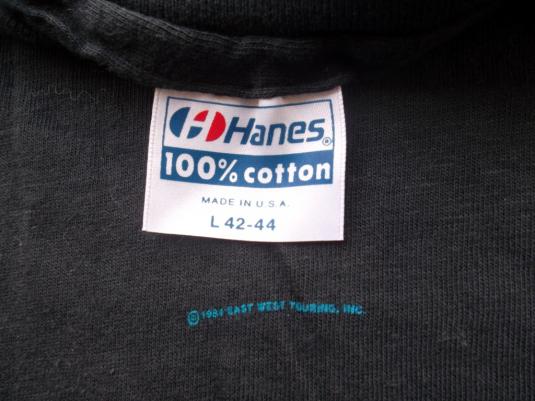 Hanes®
100% cotton
MADE IN U.S.A.
L 42-44
© 1984 EAST WEST TOURING, INC.